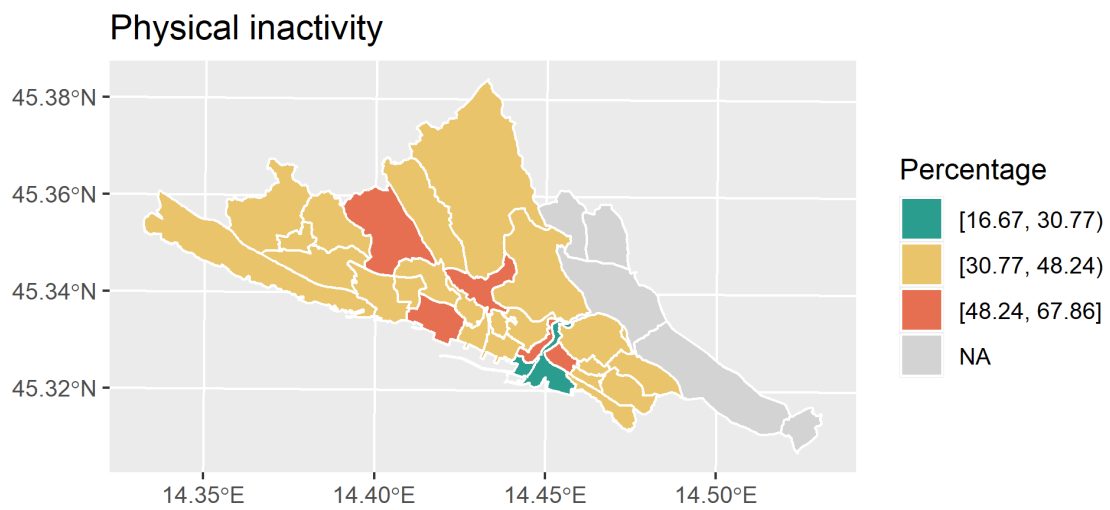 Physical inactivity
45.38°N
45.36°N
45.34°N
45.32°N
14.35°E
14.40°E
14.45°E
14.50°E
Percentage
[16.67, 30.77)
[30.77, 48.24)
[48.24, 67.86]
NA